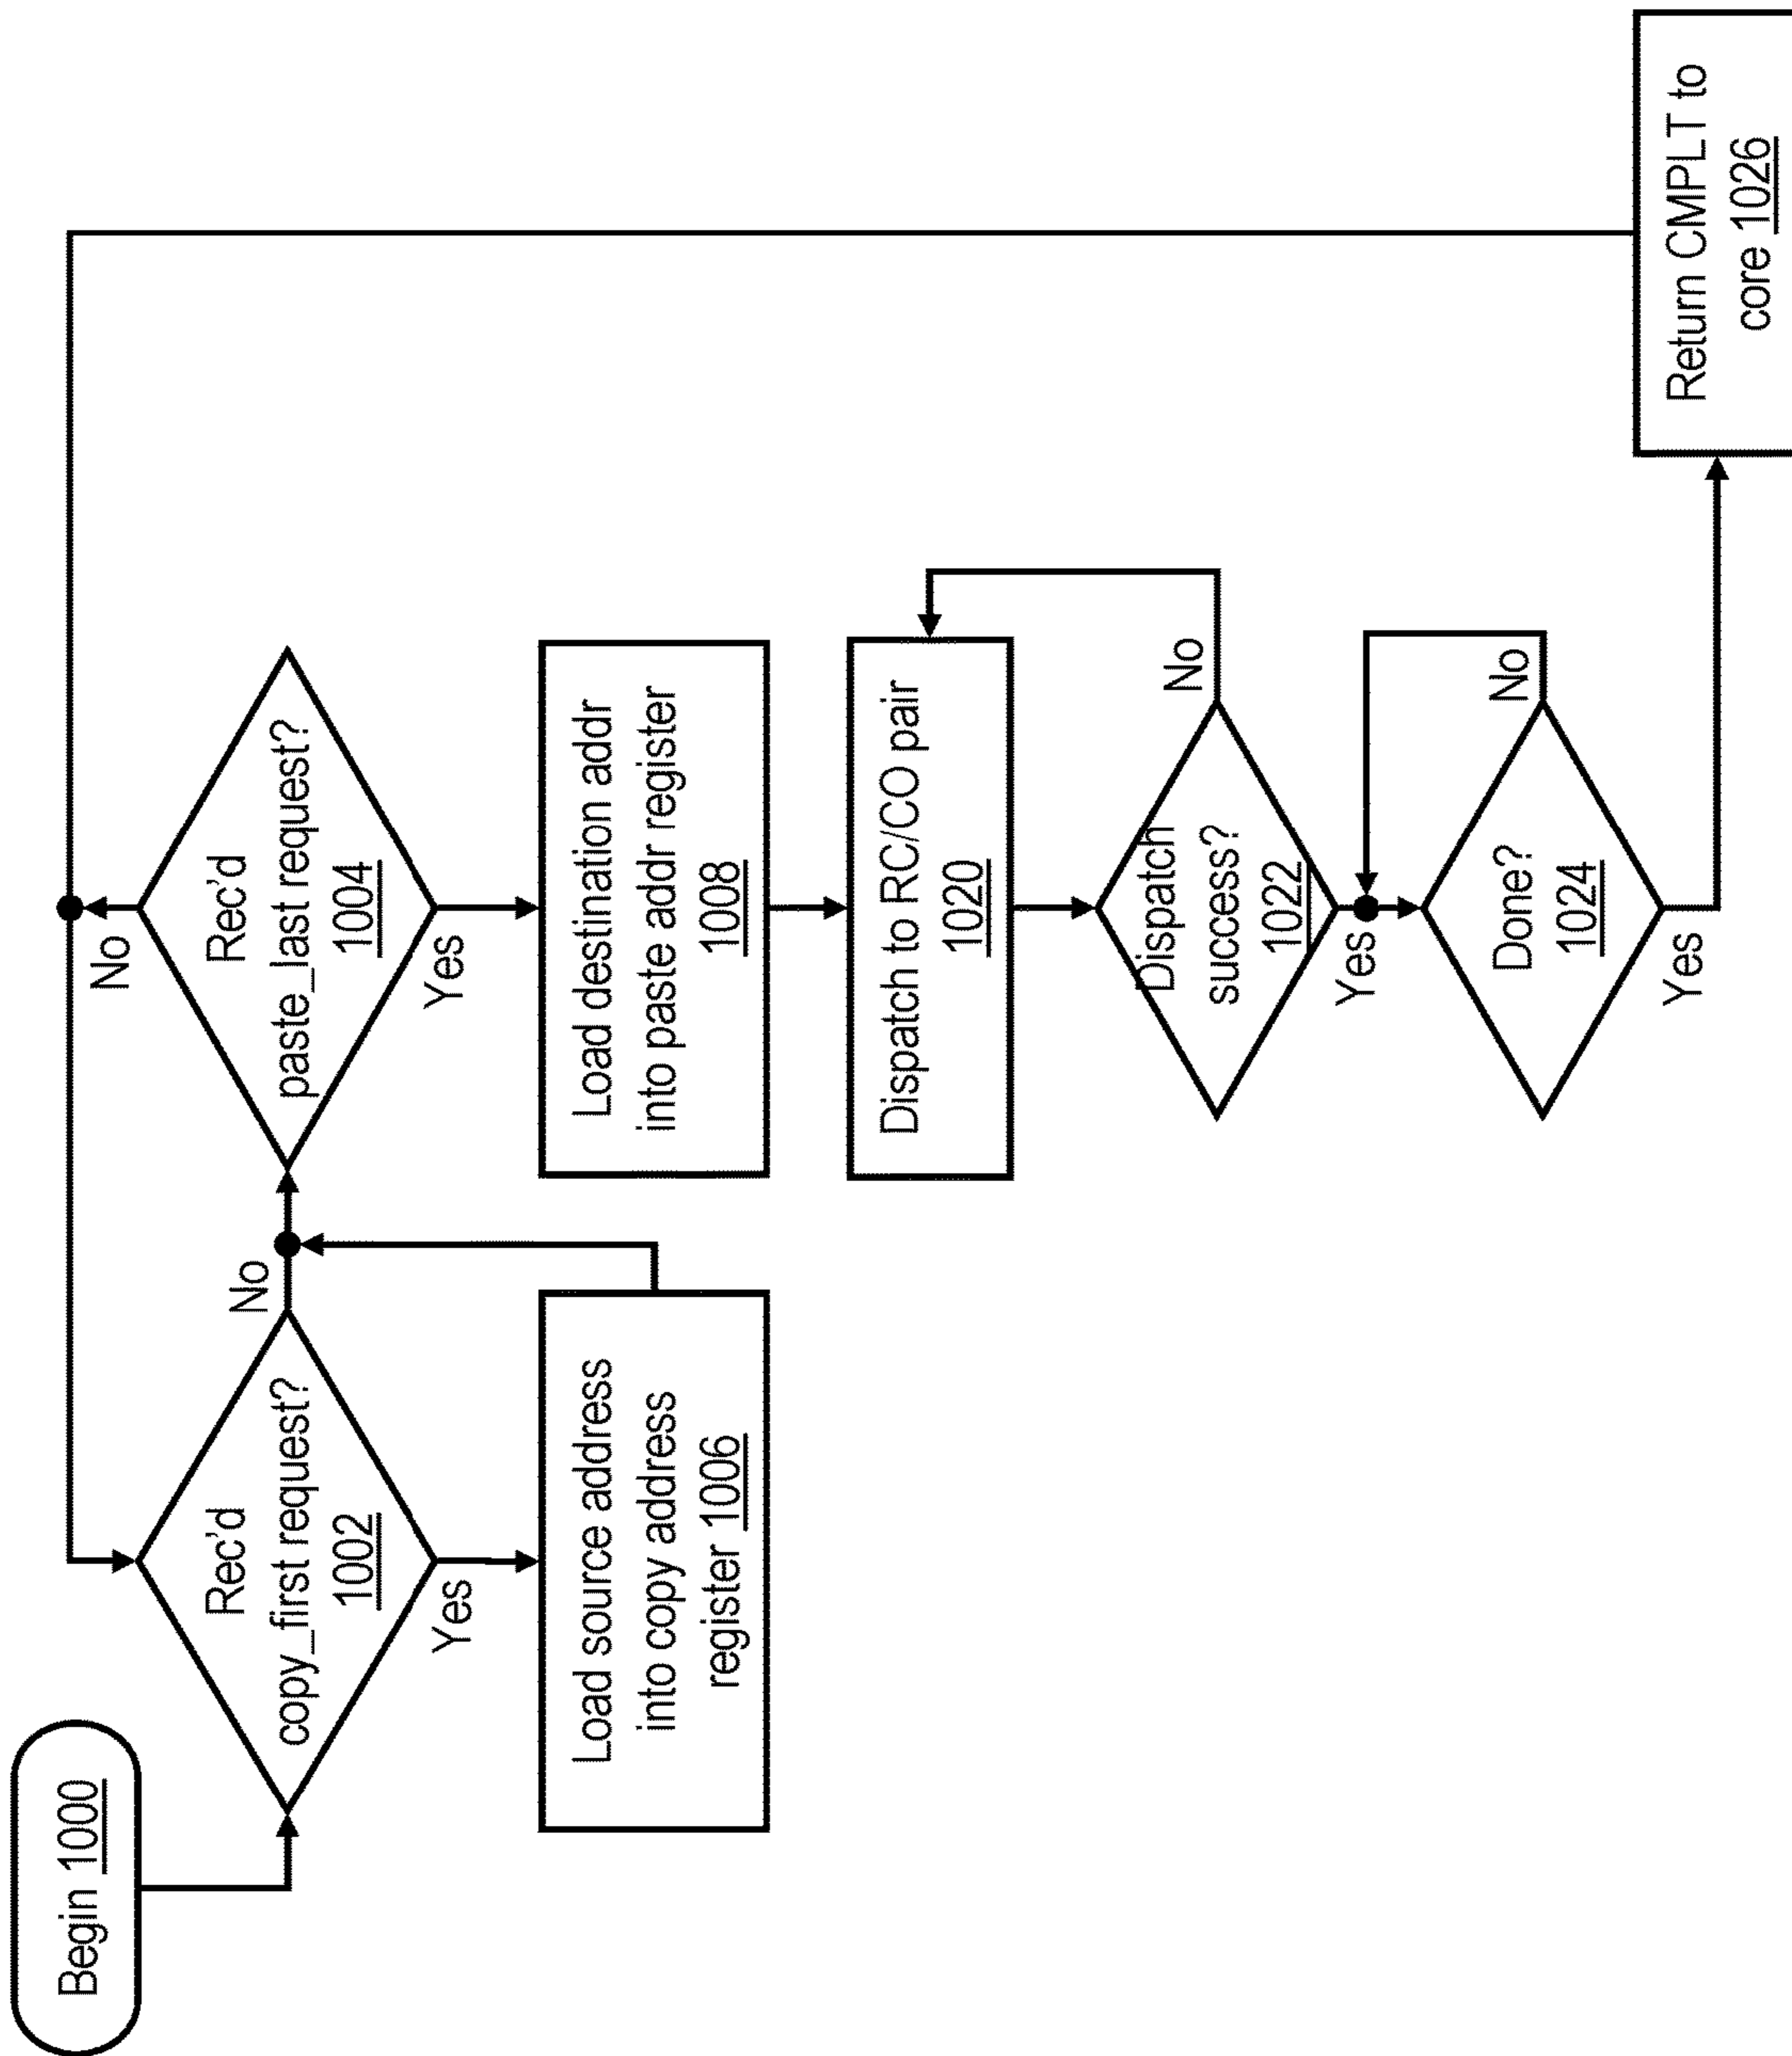 Begin 1000
Rec'd
copy_first request?
1002
No
Yes
Load source address
into copy address
register 1006
Rec'd
paste_last request?
1004
No
Yes
Load destination addr
into paste addr register
1008
Dispatch to RC/CO pair
1020
Dispatch
success?
1022
No
Yes
Done?
1024
No
Yes
Return CMPLT to
core 1026